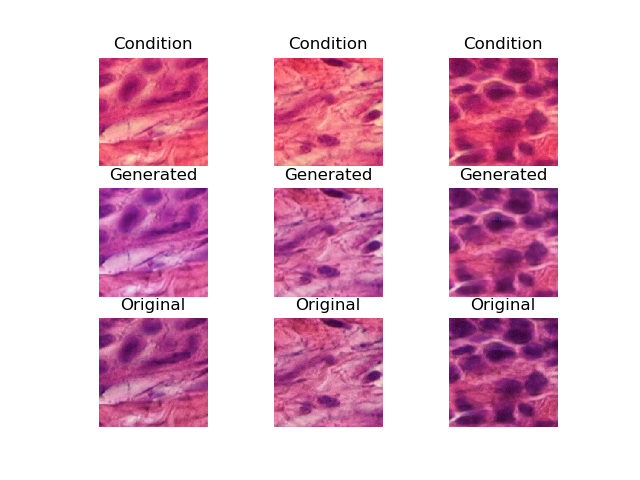 Condition Condition Condition
Generated Generated Generated
Original Original Original